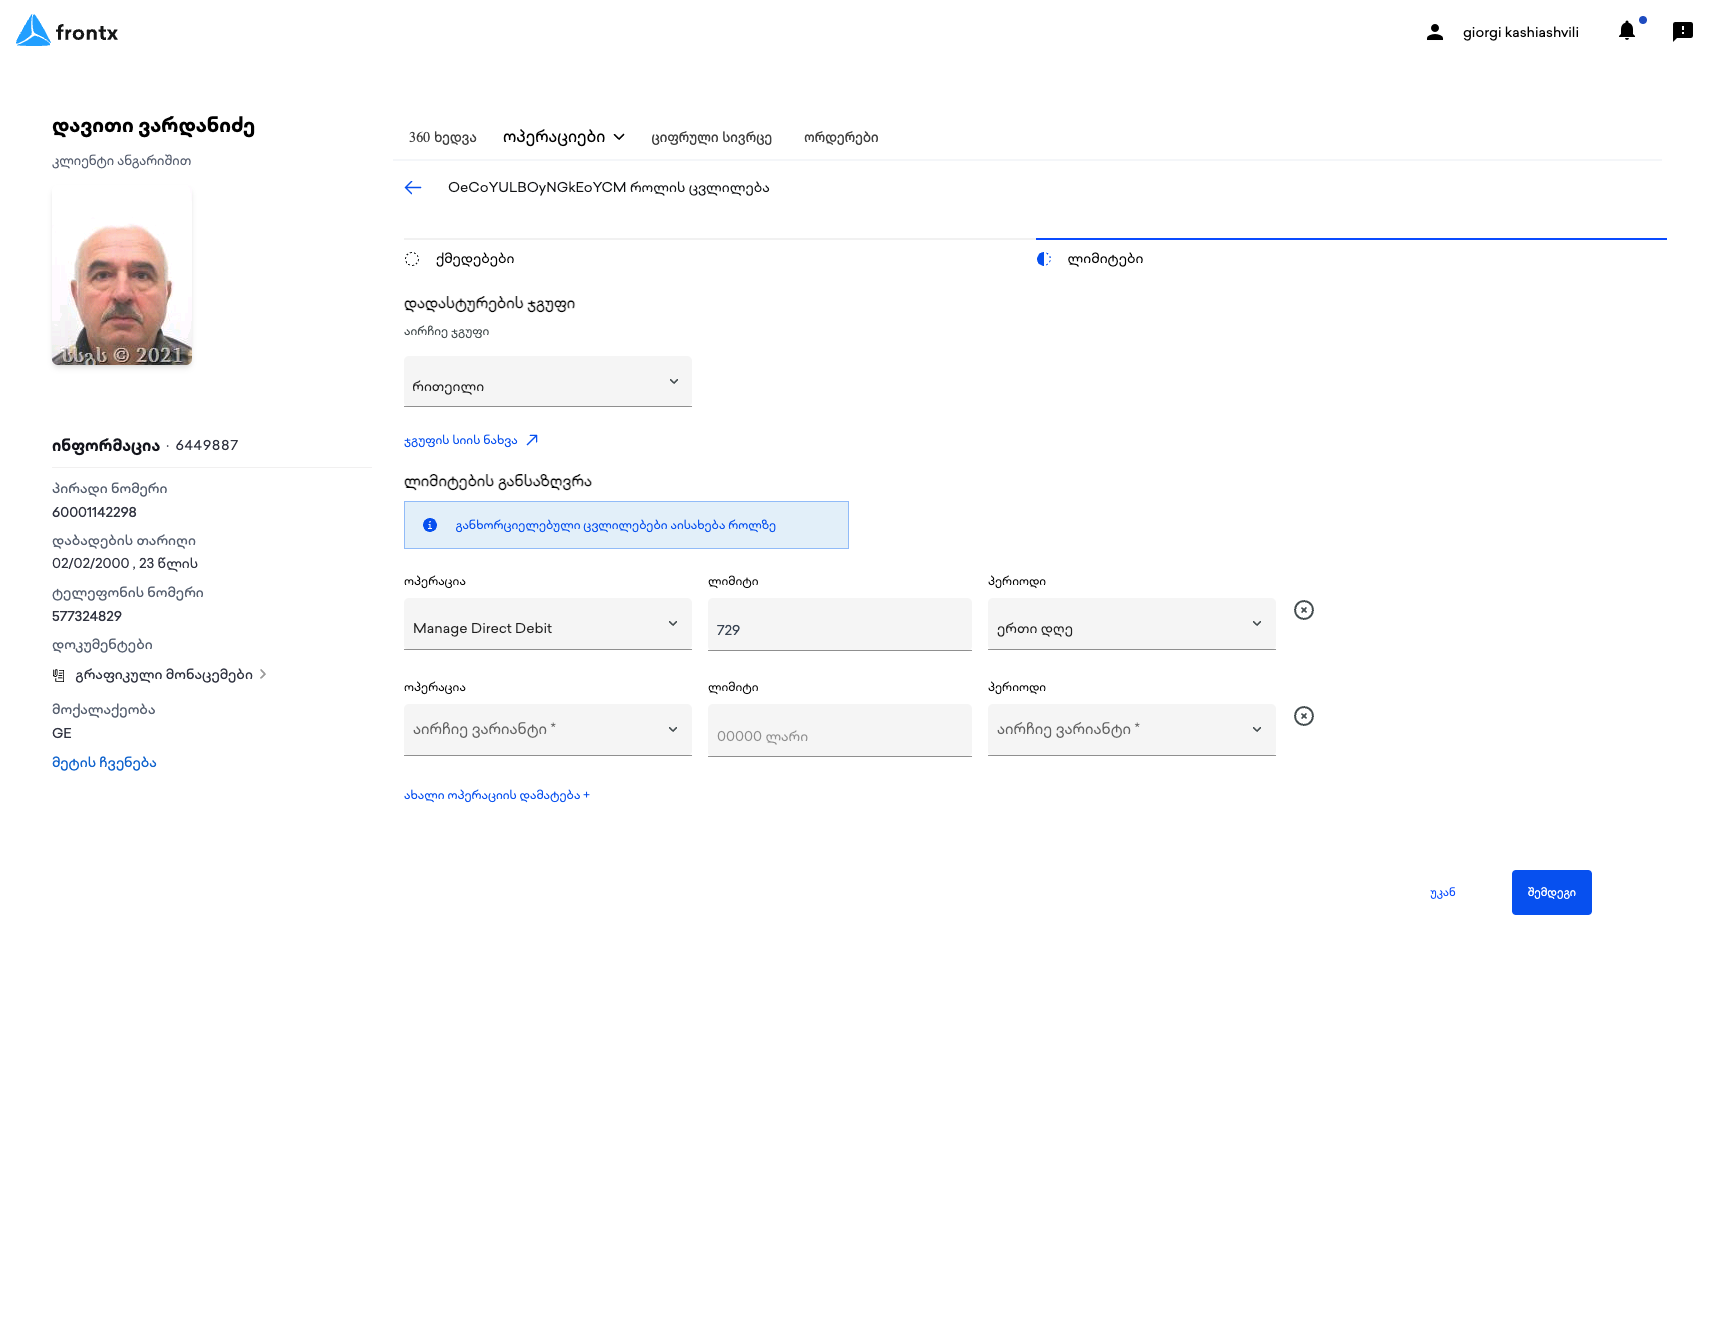 frontx
giorgi kashiashvili
დავითი ვარდანიძე
კლიენტი ანგარიშით
სსგს © 2021
ინფორმაცია · 6449887
პირადი ნომერი
60001142298
დაბადების თარიღი
02/02/2000 , 23 წლის
ტელეფონის ნომერი
577324829
დოკუმენტები
გრაფიკული მონაცემები
მოქალაქეობა
GE
მეტის ჩვენება
360 ხედვა ოპერაციები ციფრული სივრცე ორდერები
OeCoYULBOyNGkEoYCM როლის ცვლილება
ქმედებები ლიმიტები
დადასტურების ჯგუფი
აირჩიე ჯგუფი
რითეილი
ჯგუფის სიის ნახვა
ლიმიტების განსაზღვრა
განხორციელებული ცვლილებები აისახება როლზე
ოპერაცია ლიმიტი პერიოდი
Manage Direct Debit 729 ერთი დღე
ოპერაცია ლიმიტი პერიოდი
აირჩიე ვარიანტი * 00000 ლარი აირჩიე ვარიანტი *
ახალი ოპერაციის დამატება +
უკან შემდეგი